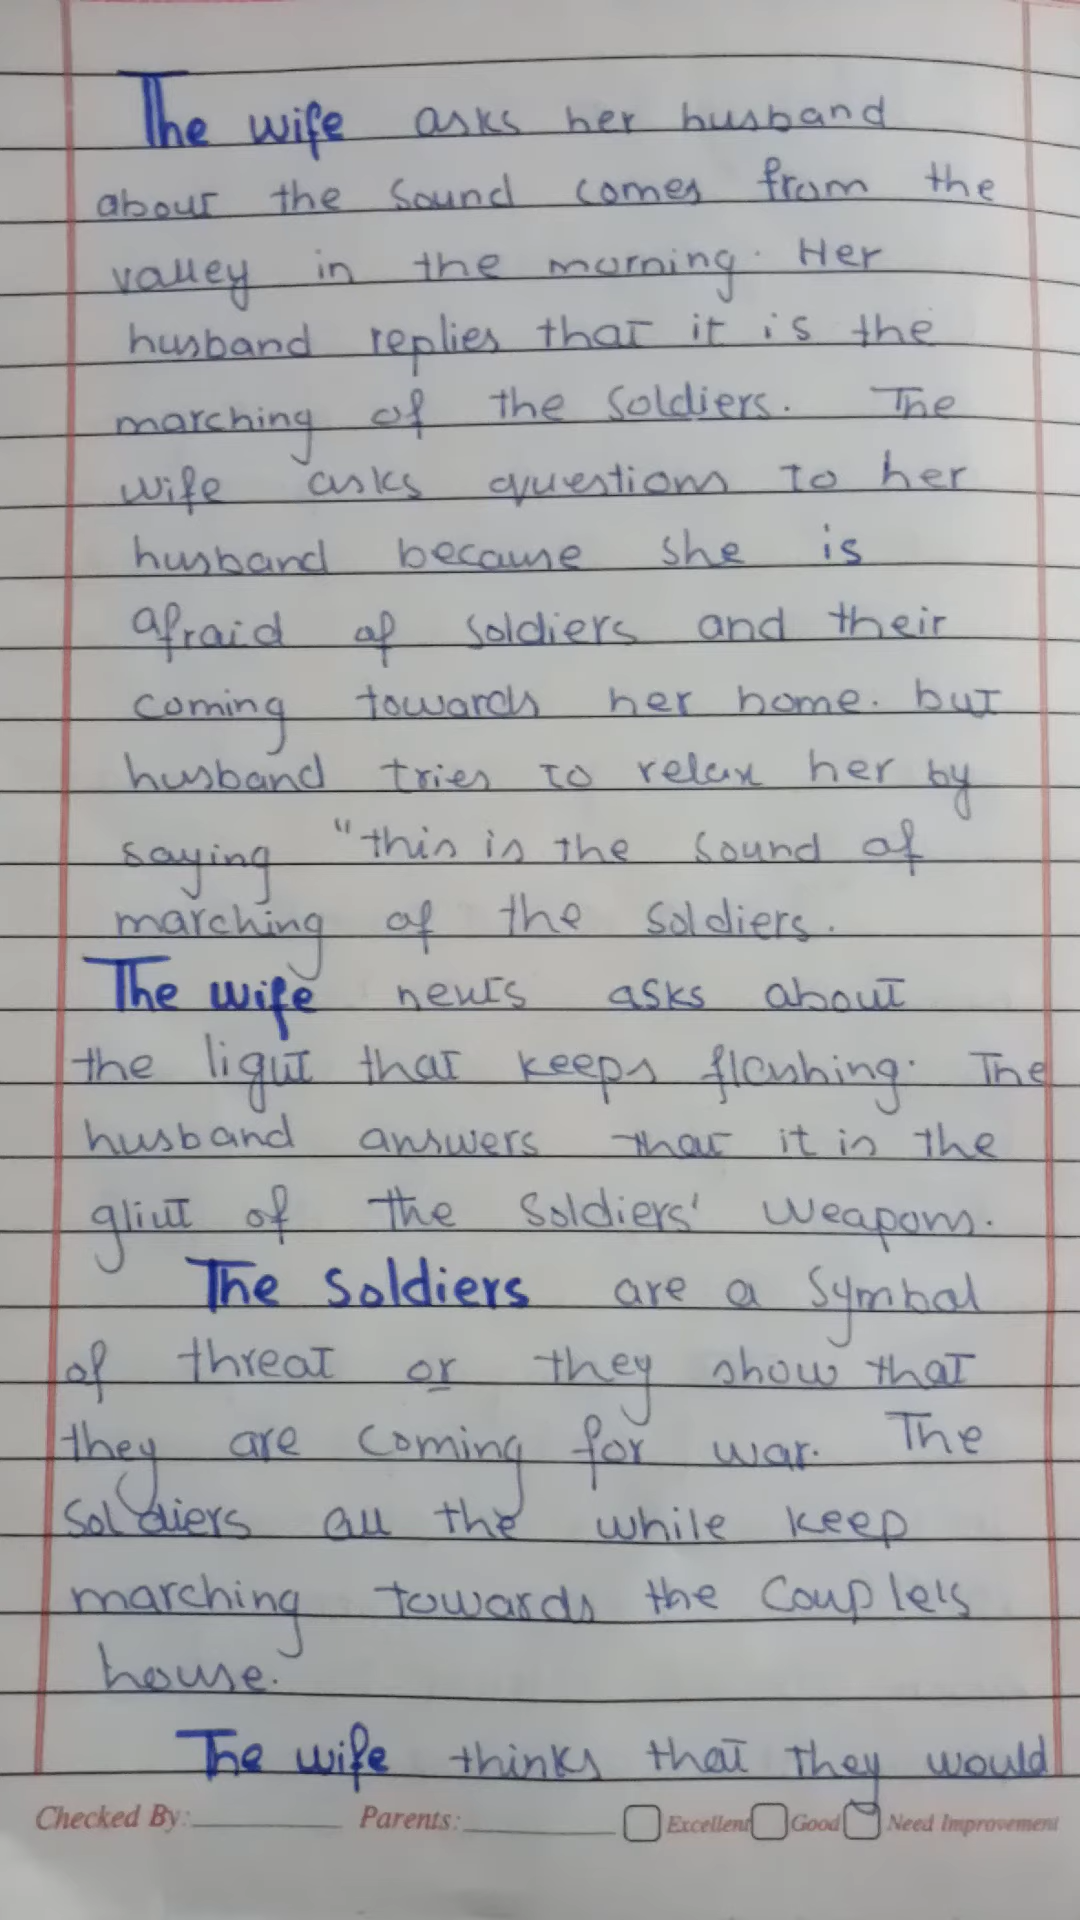 The wife asks her husband
about the sound comes from the
valley in the morning. Her
husband replies that it is the
marching of the soldiers. The
wife asks questions to her
husband because she is
afraid of soldiers and their
coming towards her home. but
husband tries to relax her by
saying "this is the sound of
marching of the soldiers.
The wife next asks about
the light that keeps flashing. The
husband answers that it is the
glint of the soldiers' weapons.
The soldiers are a symbol
of threat or they show that
they are coming for war. The
soldiers all the while keep
marching towards the couple's
house.
The wife thinks that they would
Checked By: Parents: Excellent Good Need Improvement